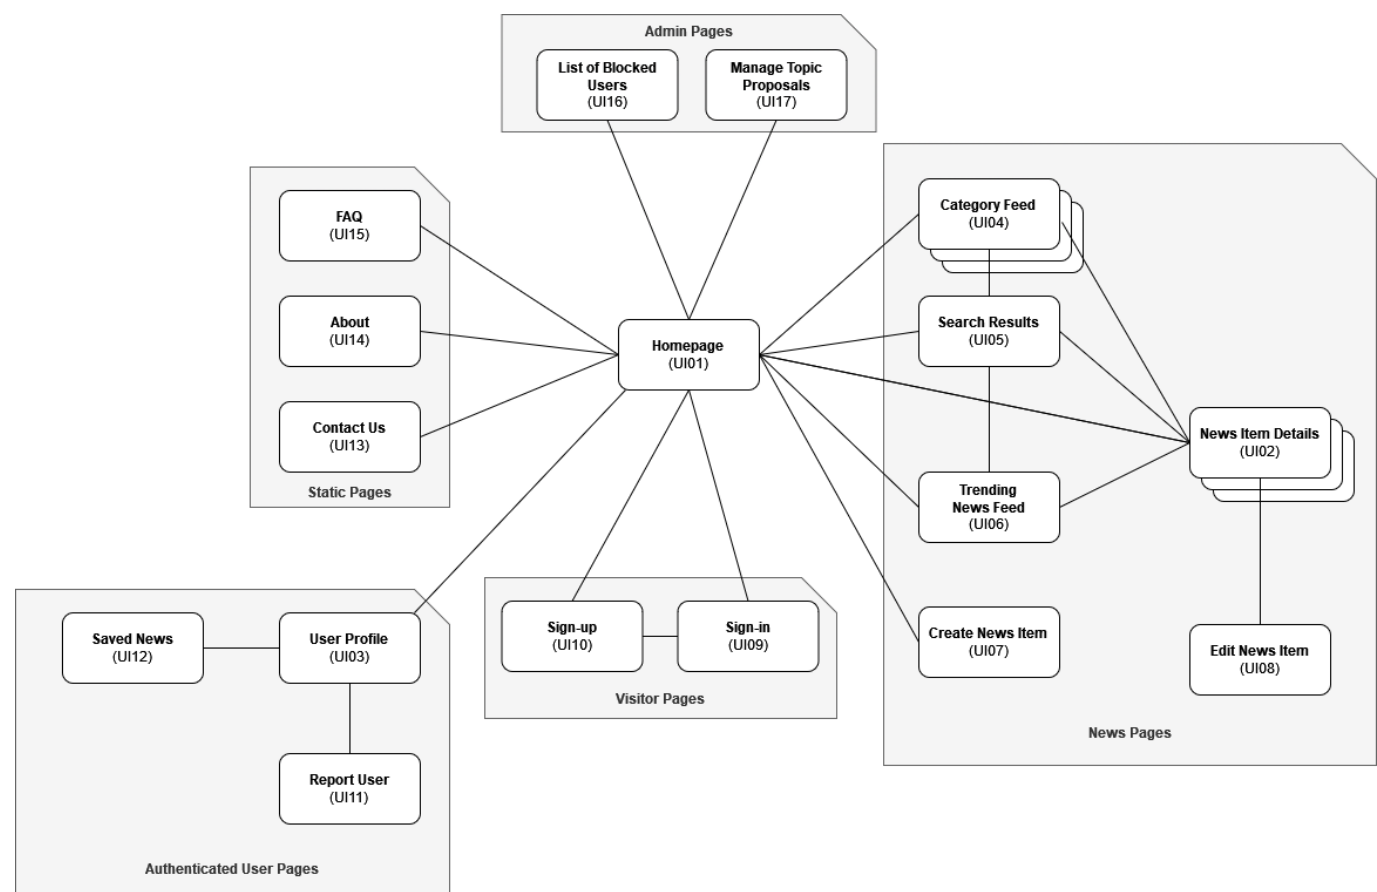 Admin Pages
List of Blocked
Users
(UI16)
Manage Topic
Proposals
(UI17)
FAQ
(UI15)
About
(UI14)
Contact Us
(UI13)
Static Pages
Homepage
(UI01)
Category Feed
(UI04)
Search Results
(UI05)
News Item Details
(UI02)
Trending
News Feed
(UI06)
Create News Item
(UI07)
Edit News Item
(UI08)
News Pages
Sign-up
(UI10)
Sign-in
(UI09)
Visitor Pages
Saved News
(UI12)
User Profile
(UI03)
Report User
(UI11)
Authenticated User Pages